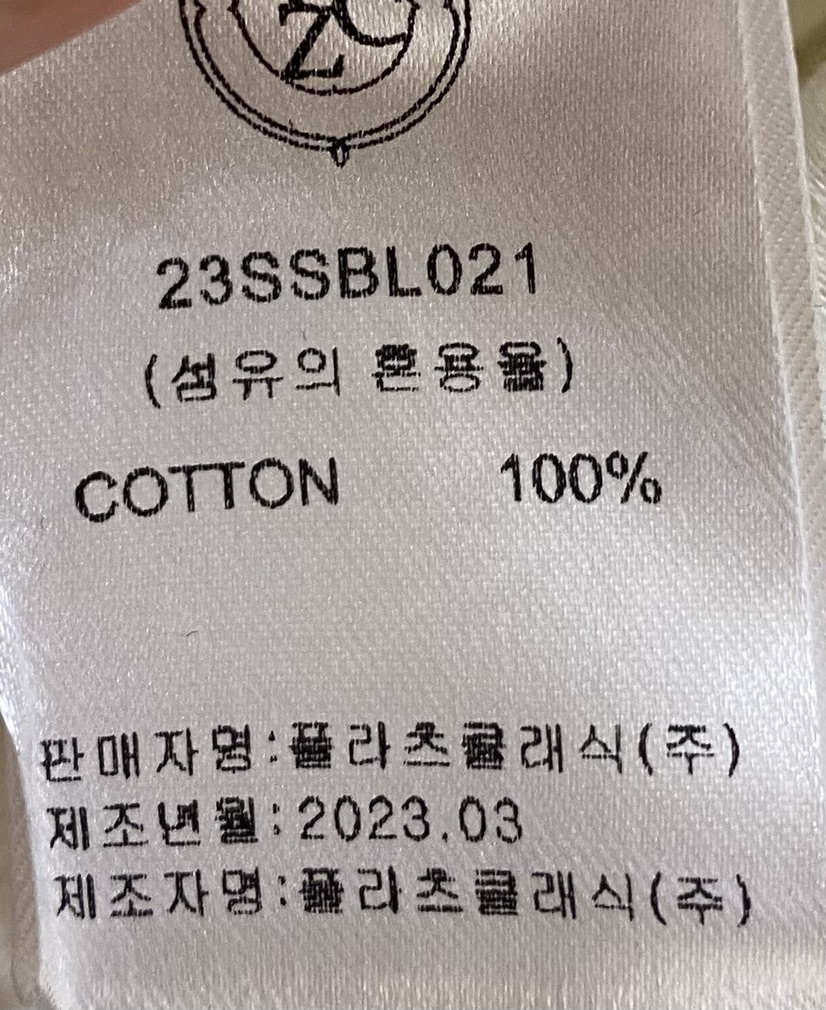 ZC
23SSBL021
(섬유의 혼용율)
COTTON 100%
판매자명:플라츠클래식(주)
제조년월:2023.03
제조자명:플라츠클래식(주)